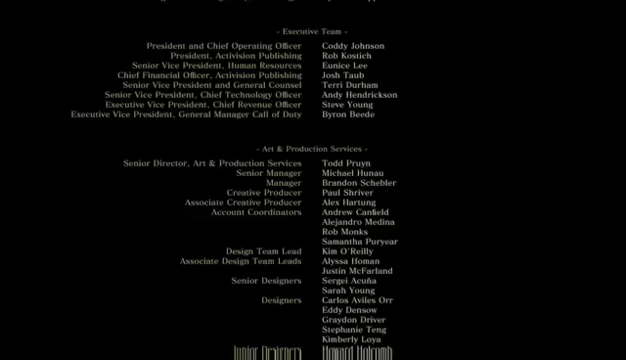 - Executive Team -
President and Chief Operating Officer Coddy Johnson
President, Activision Publishing Rob Kostich
Senior Vice President, Human Resources Eunice Lee
Chief Financial Officer, Activision Publishing Josh Taub
Senior Vice President and General Counsel Terri Durham
Senior Vice President, Chief Technology Officer Andy Hendrickson
Executive Vice President, Chief Revenue Officer Steve Young
Executive Vice President, General Manager Call of Duty Byron Beede
- Art & Production Services -
Senior Director, Art & Production Services Todd Pruyn
Senior Manager Michael Hunau
Manager Brandon Schebler
Creative Producer Paul Shriver
Associate Creative Producer Alex Hartung
Account Coordinators Andrew Canfield
Alejandro Medina
Rob Monks
Samantha Puryear
Design Team Lead Kim O'Reilly
Associate Design Team Leads Alyssa Homan
Justin McFarland
Senior Designers Sergei Acuña
Sarah Young
Designers Carlos Aviles Orr
Eddy Densow
Graydon Driver
Stephanie Teng
Kimberly Loya
Junior Designers Howard Holcomb